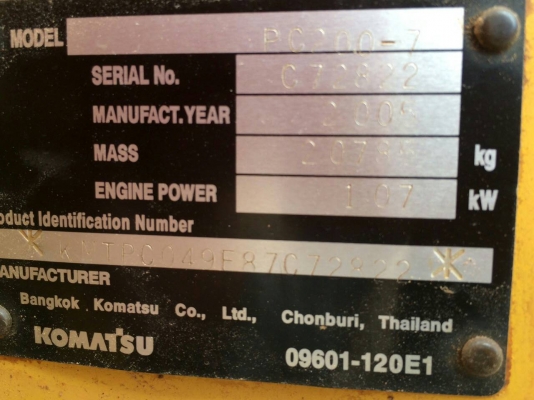 MODEL PC200-7
SERIAL No. C72822
MANUFACT.YEAR
MASS kg
ENGINE POWER 107 kW
roduct Identification Number
ANUFACTURER
Bangkok Komatsu Co., Ltd., Chonburi, Thailand
KOMATSU 09601-120E1